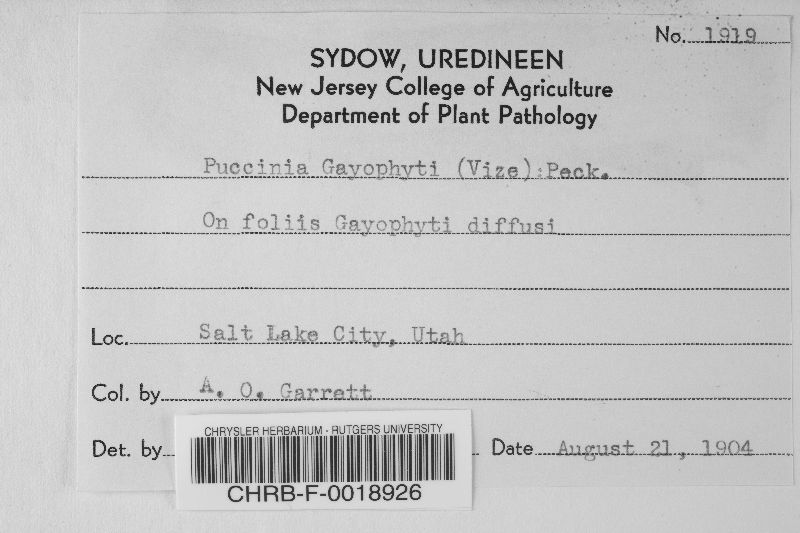 No. 1919
SYDOW, UREDINEEN
New Jersey College of Agriculture
Department of Plant Pathology
Puccinia Gayophyti (Vize) Peck.
On foliis Gayophyti diffusi
Loc. Salt Lake City, Utah
Col. by A. O. Garrett
Det. by
Date August 21, 1904
CHRYSLER HERBARIUM - RUTGERS UNIVERSITY
CHRB-F-0018926